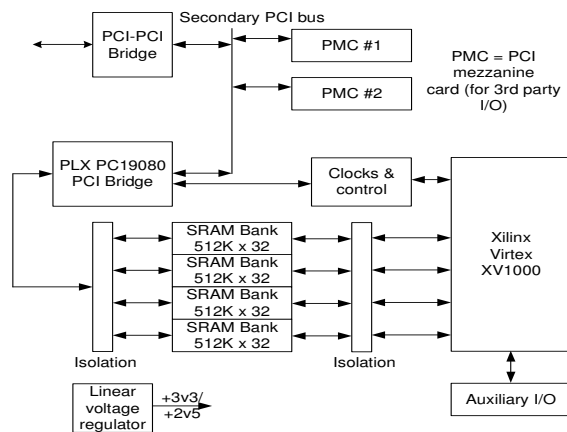 Secondary PCI bus
PCI-PCI
Bridge
PMC #1
PMC #2
PMC = PCI
mezzanine
card (for 3rd party
I/O)
PLX PC19080
PCI Bridge
Clocks &
control
Xilinx
Virtex
XV1000
SRAM Bank
512K x 32
SRAM Bank
512K x 32
SRAM Bank
512K x 32
SRAM Bank
512K x 32
Isolation
Isolation
Linear
voltage
regulator
+3v3/
+2v5
Auxiliary I/O